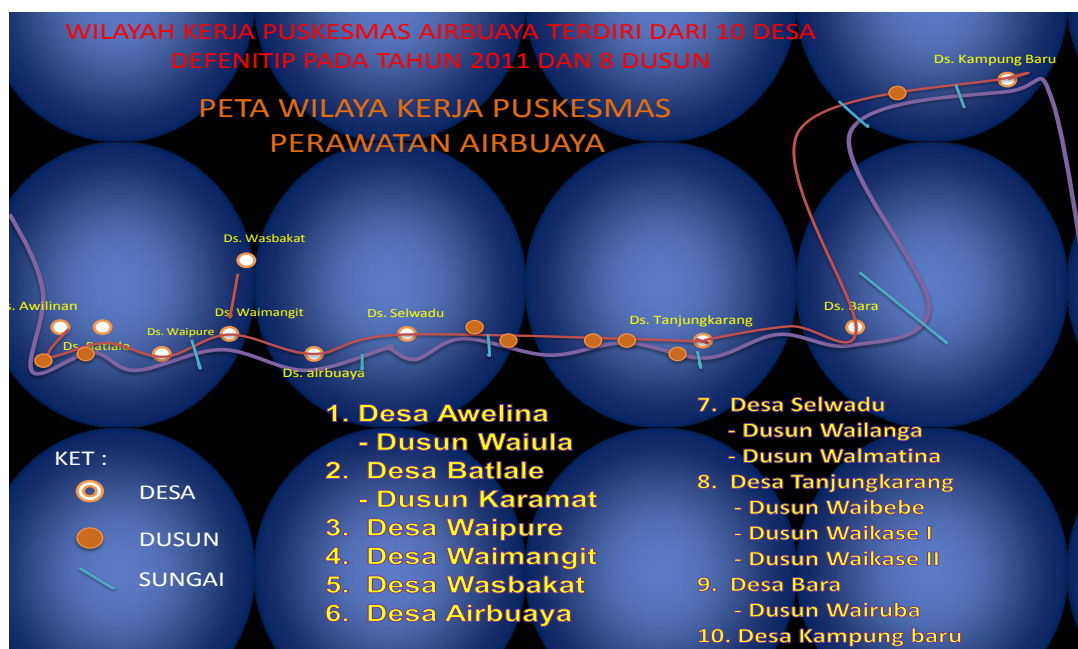 WILAYAH KERJA PUSKESMAS AIRBUAYA TERDIRI DARI 10 DESA
DEFENITIP PADA TAHUN 2011 DAN 8 DUSUN
PETA WILAYA KERJA PUSKESMAS
PERAWATAN AIRBUAYA
Ds. Kampung Baru
Ds. Wasbakat
s. Awilinan
Ds. Waimangit
Ds. Selwadu
Ds. Bara
Ds. Batlale
Ds. Waipure
Ds. Tanjungkarang
Ds. airbuaya
KET :
DESA
DUSUN
SUNGAI
1. Desa Awelina
- Dusun Waiula
2. Desa Batlale
- Dusun Karamat
3. Desa Waipure
4. Desa Waimangit
5. Desa Wasbakat
6. Desa Airbuaya
7. Desa Selwadu
- Dusun Wailanga
- Dusun Walmatina
8. Desa Tanjungkarang
- Dusun Waibebe
- Dusun Waikase I
- Dusun Waikase II
9. Desa Bara
- Dusun Wairuba
10. Desa Kampung baru